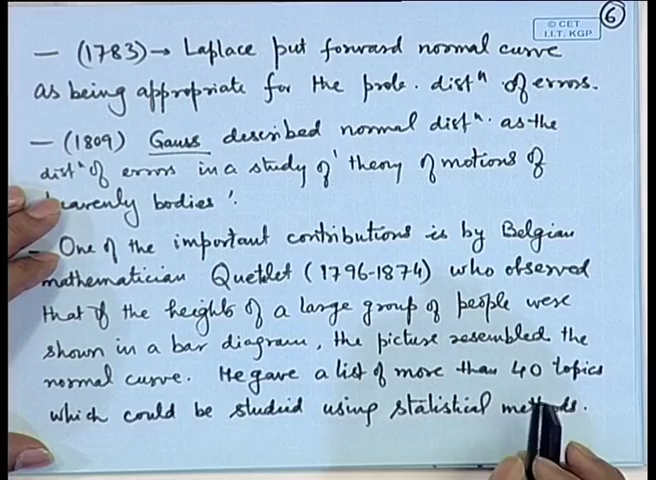 6
© CET
I.I.T. KGP
— (1783) → Laplace put forward normal curve
as being appropriate for the prob. distⁿ of errors.
— (1809) Gauss described normal distⁿ. as the
distⁿ of errors in a study of 'theory of motions of
heavenly bodies'.
— One of the important contributions is by Belgian
mathematician Quetelet (1796-1874) who observed
that if the heights of a large group of people were
shown in a bar diagram, the picture resembled the
normal curve. He gave a list of more than 40 topics
which could be studied using statistical methods.